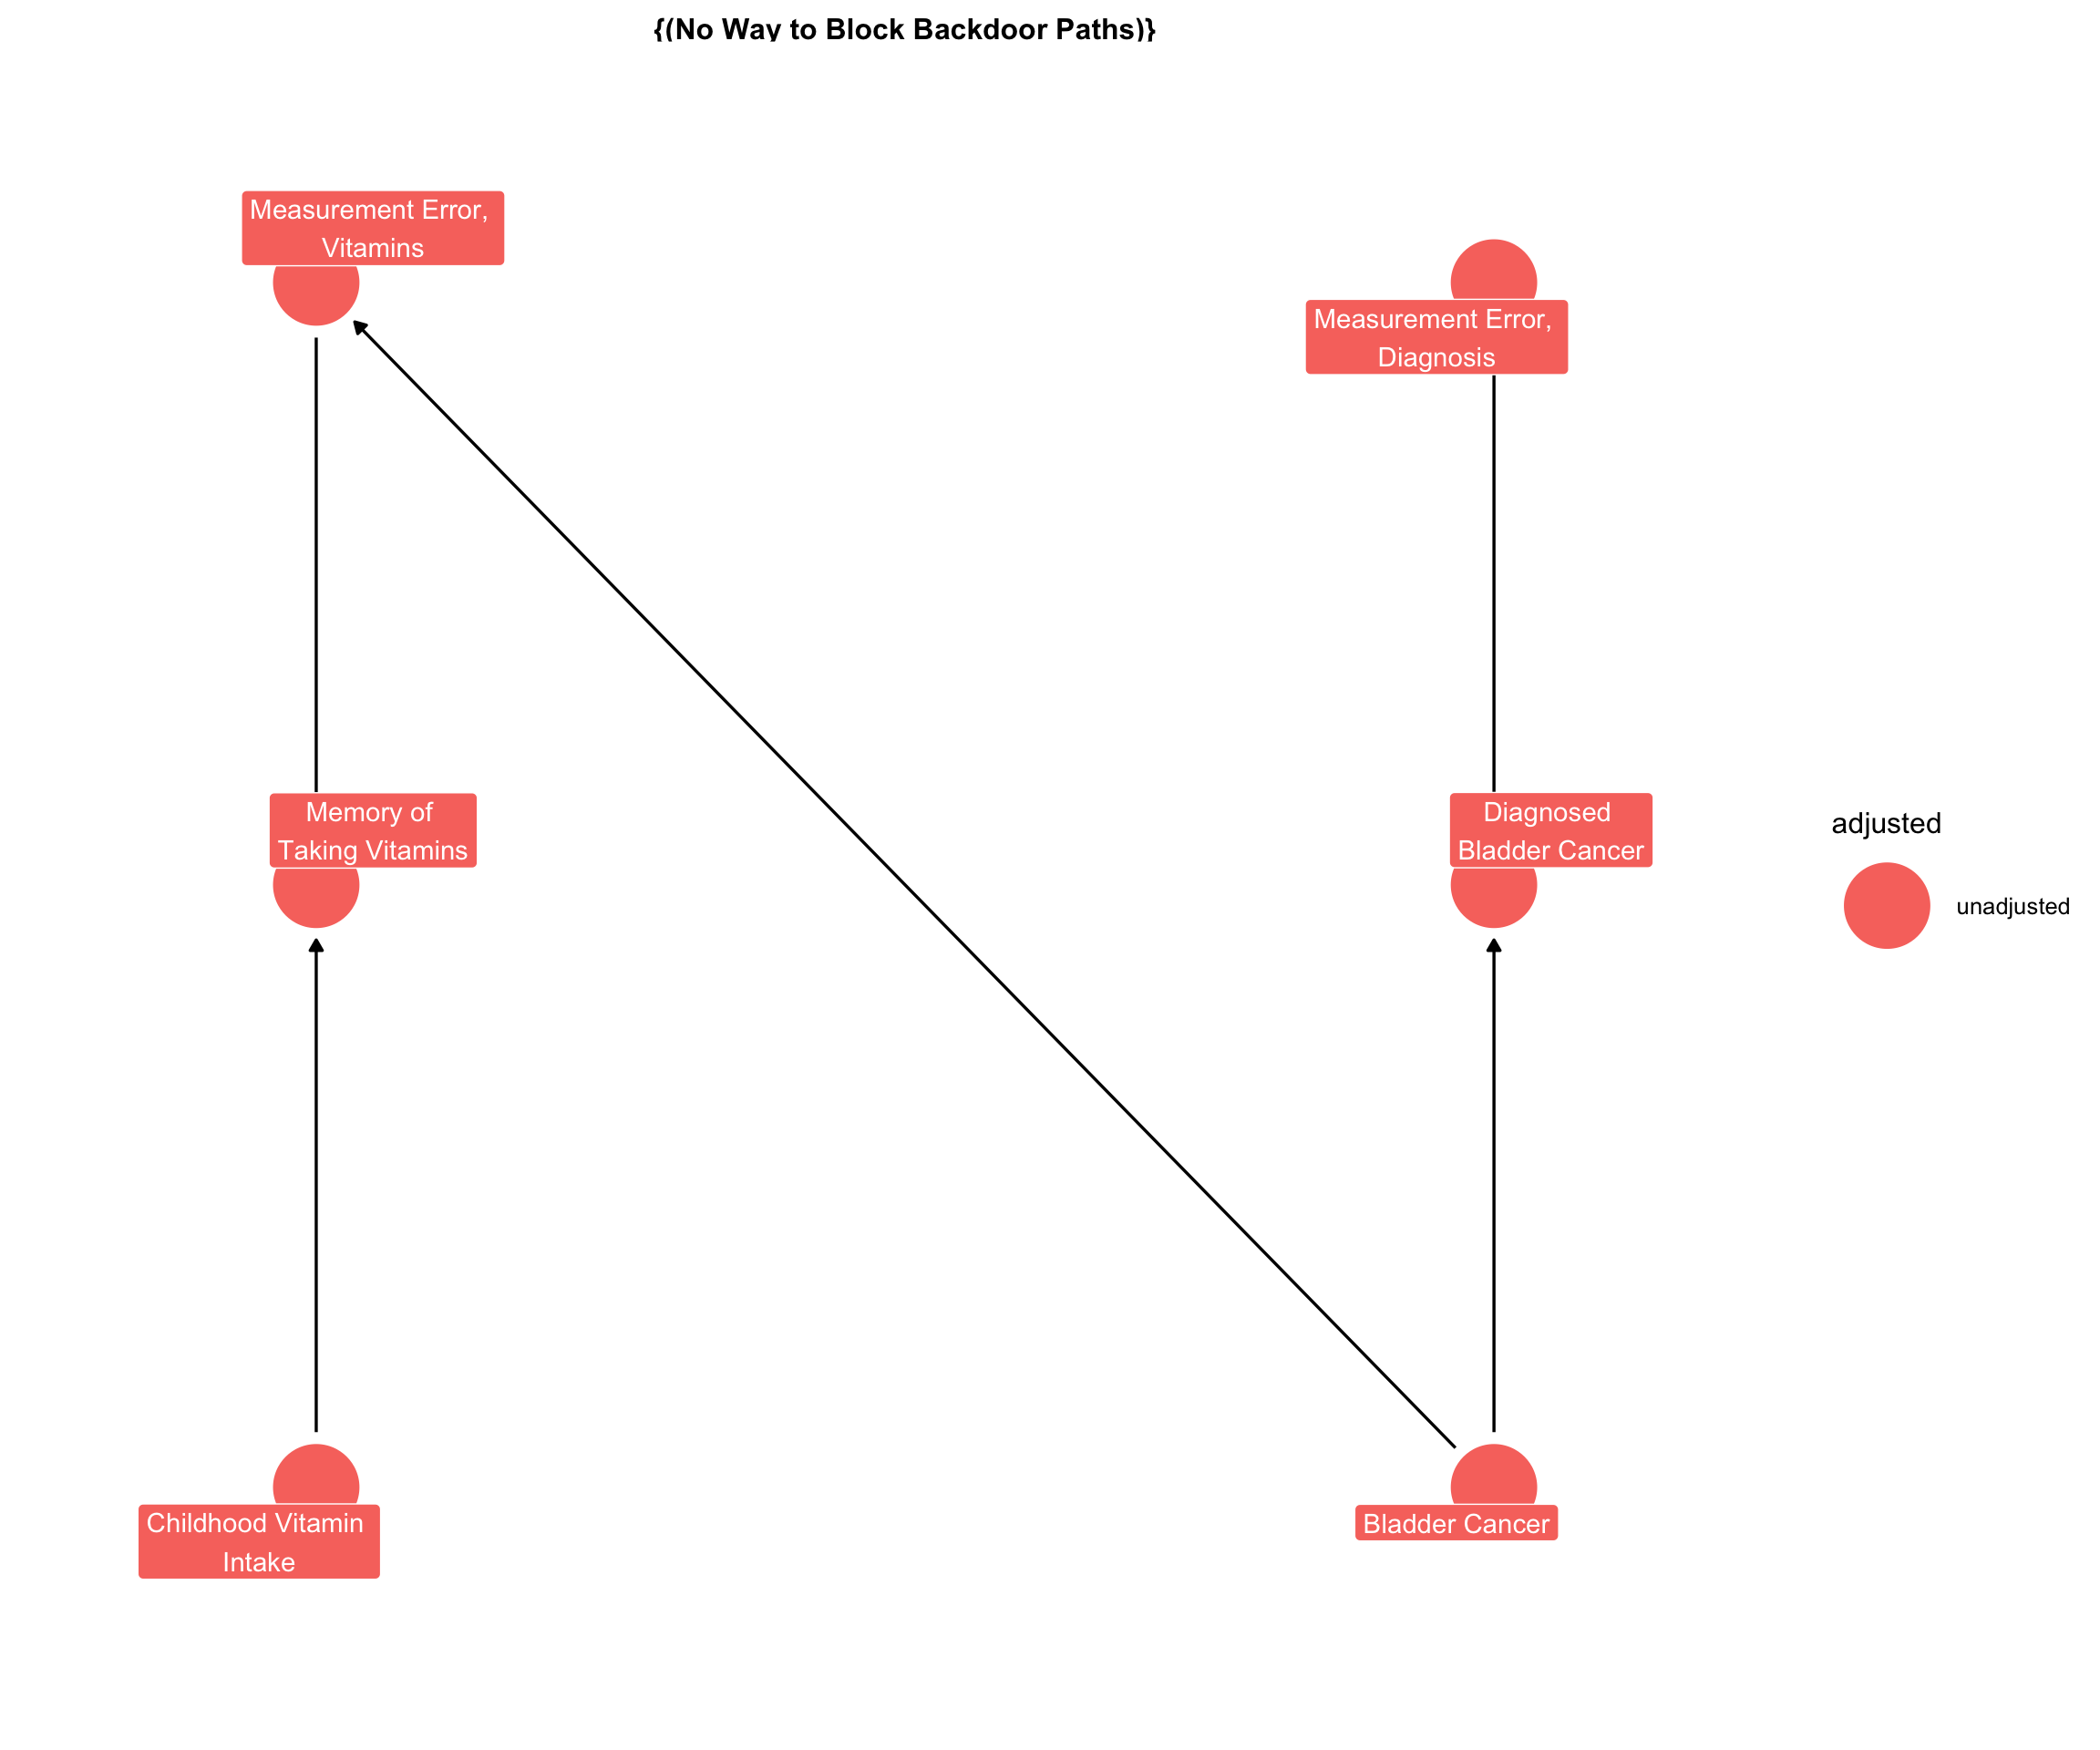 {(No Way to Block Backdoor Paths)}
Measurement Error,
Vitamins
Measurement Error,
Diagnosis
Memory of
Taking Vitamins
Diagnosed
Bladder Cancer
adjusted
unadjusted
Childhood Vitamin
Intake
Bladder Cancer